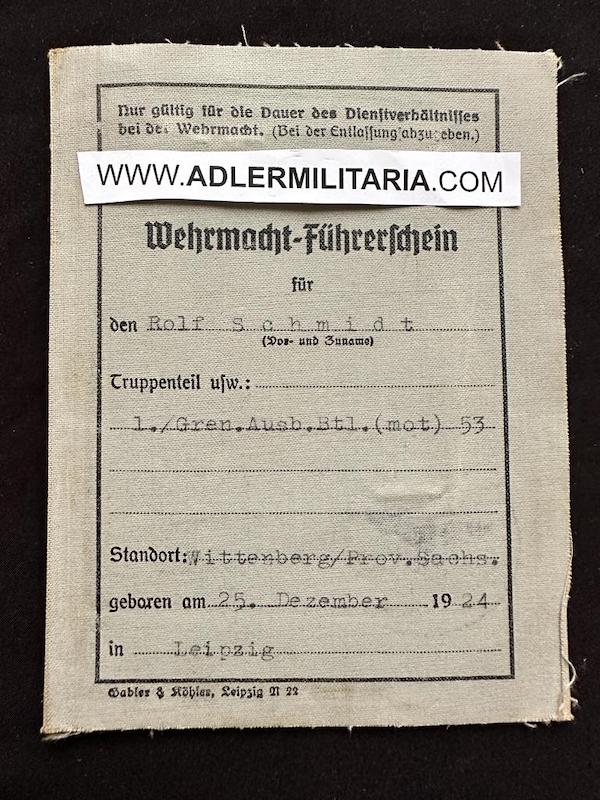 Nur gültig für die Dauer des Dienstverhältnisses
bei der Wehrmacht. (Bei der Entlassung abzugeben.)
WWW.ADLERMILITARIA.COM
Wehrmacht-Führerschein
für
den Rolf Schmidt
(Vor- und Zuname)
Truppenteil usw.:
1./Gren.Ausb.Btl.(mot) 53
Standort: Wittenberg/Prov.Sachs.
geboren am 25. Dezember 1924
in Leipzig
Gabler & Köhler, Leipzig N 22